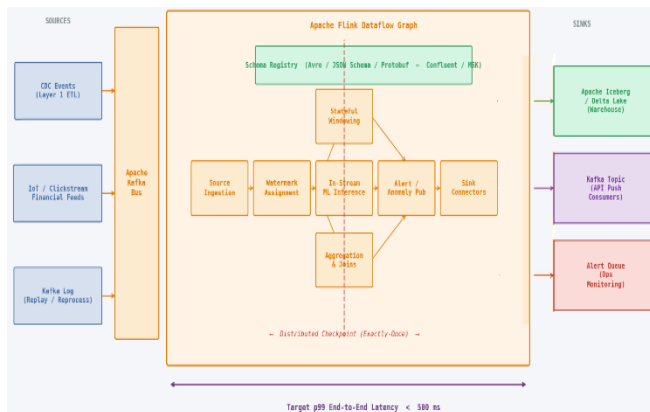 SOURCES
Apache Flink Dataflow Graph
SINKS
Schema Registry (Avro / JSON Schema / Protobuf — Confluent / MSK)
CDC Events
(Layer 1 ETL)
IoT / Clickstream
Financial Feeds
Kafka Log
(Replay / Reprocess)
Apache
Kafka
Bus
Stateful
Windowing
Source
Ingestion
Watermark
Assignment
In-Stream
ML Inference
Alert /
Anomaly Pub
Sink
Connectors
Aggregation
& Joins
← Distributed Checkpoint (Exactly-Once) →
Apache Iceberg
/ Delta Lake
(Warehouse)
Kafka Topic
(API Push
Consumers)
Alert Queue
(Ops
Monitoring)
Target p99 End-to-End Latency < 500 ms